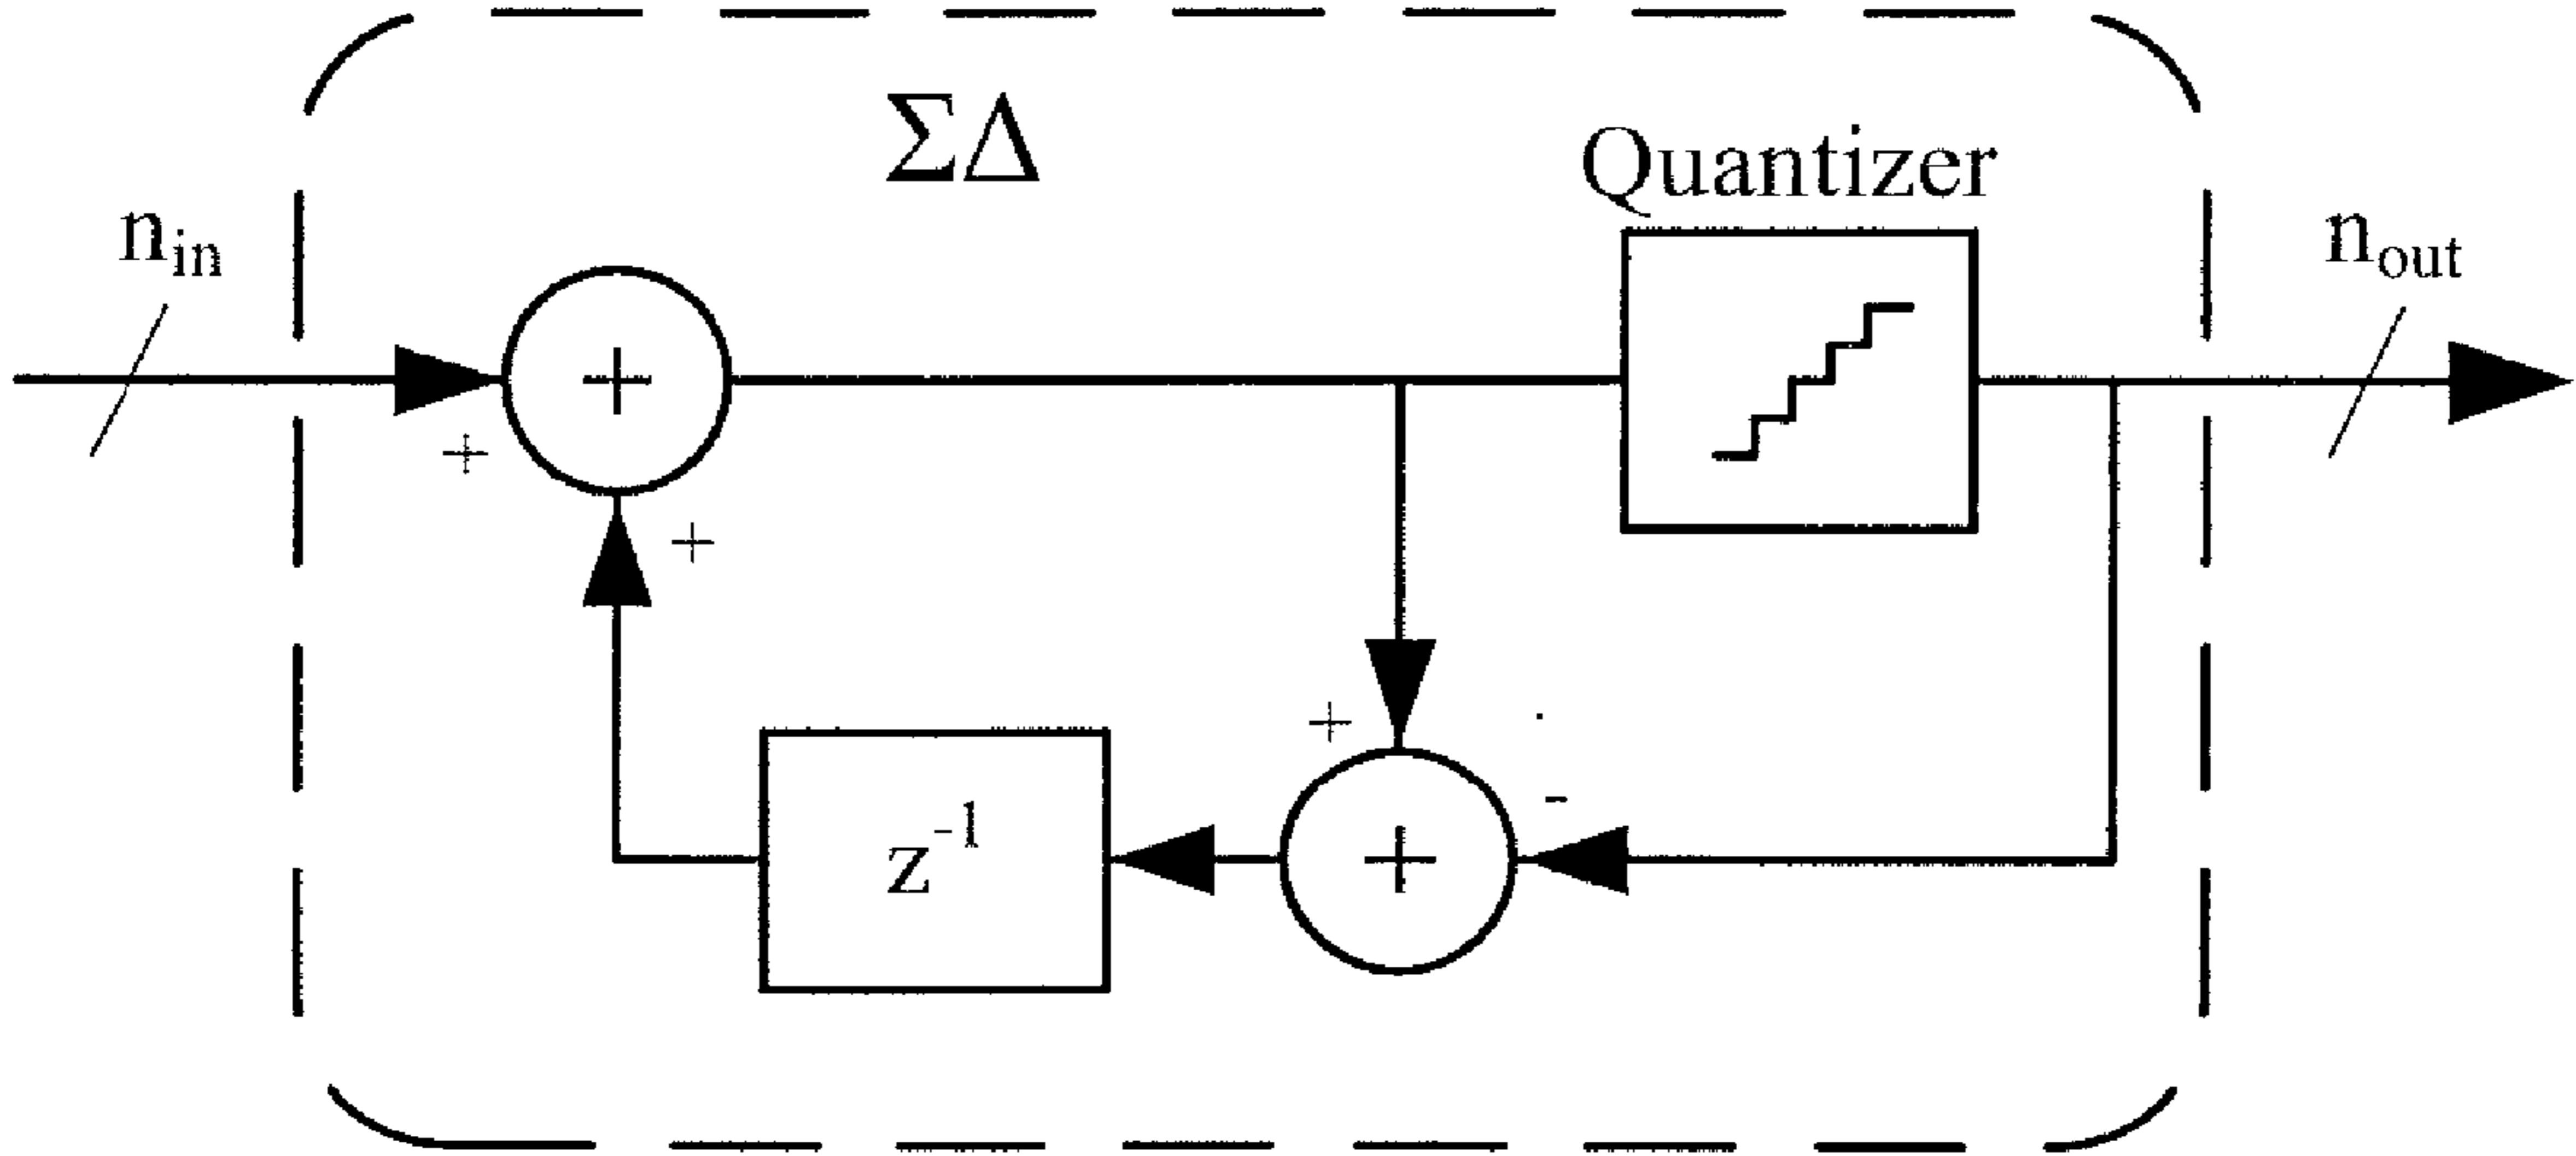 ΣΔ
Quantizer
n_in
n_out
+
+
+
+
-
+
z^-1